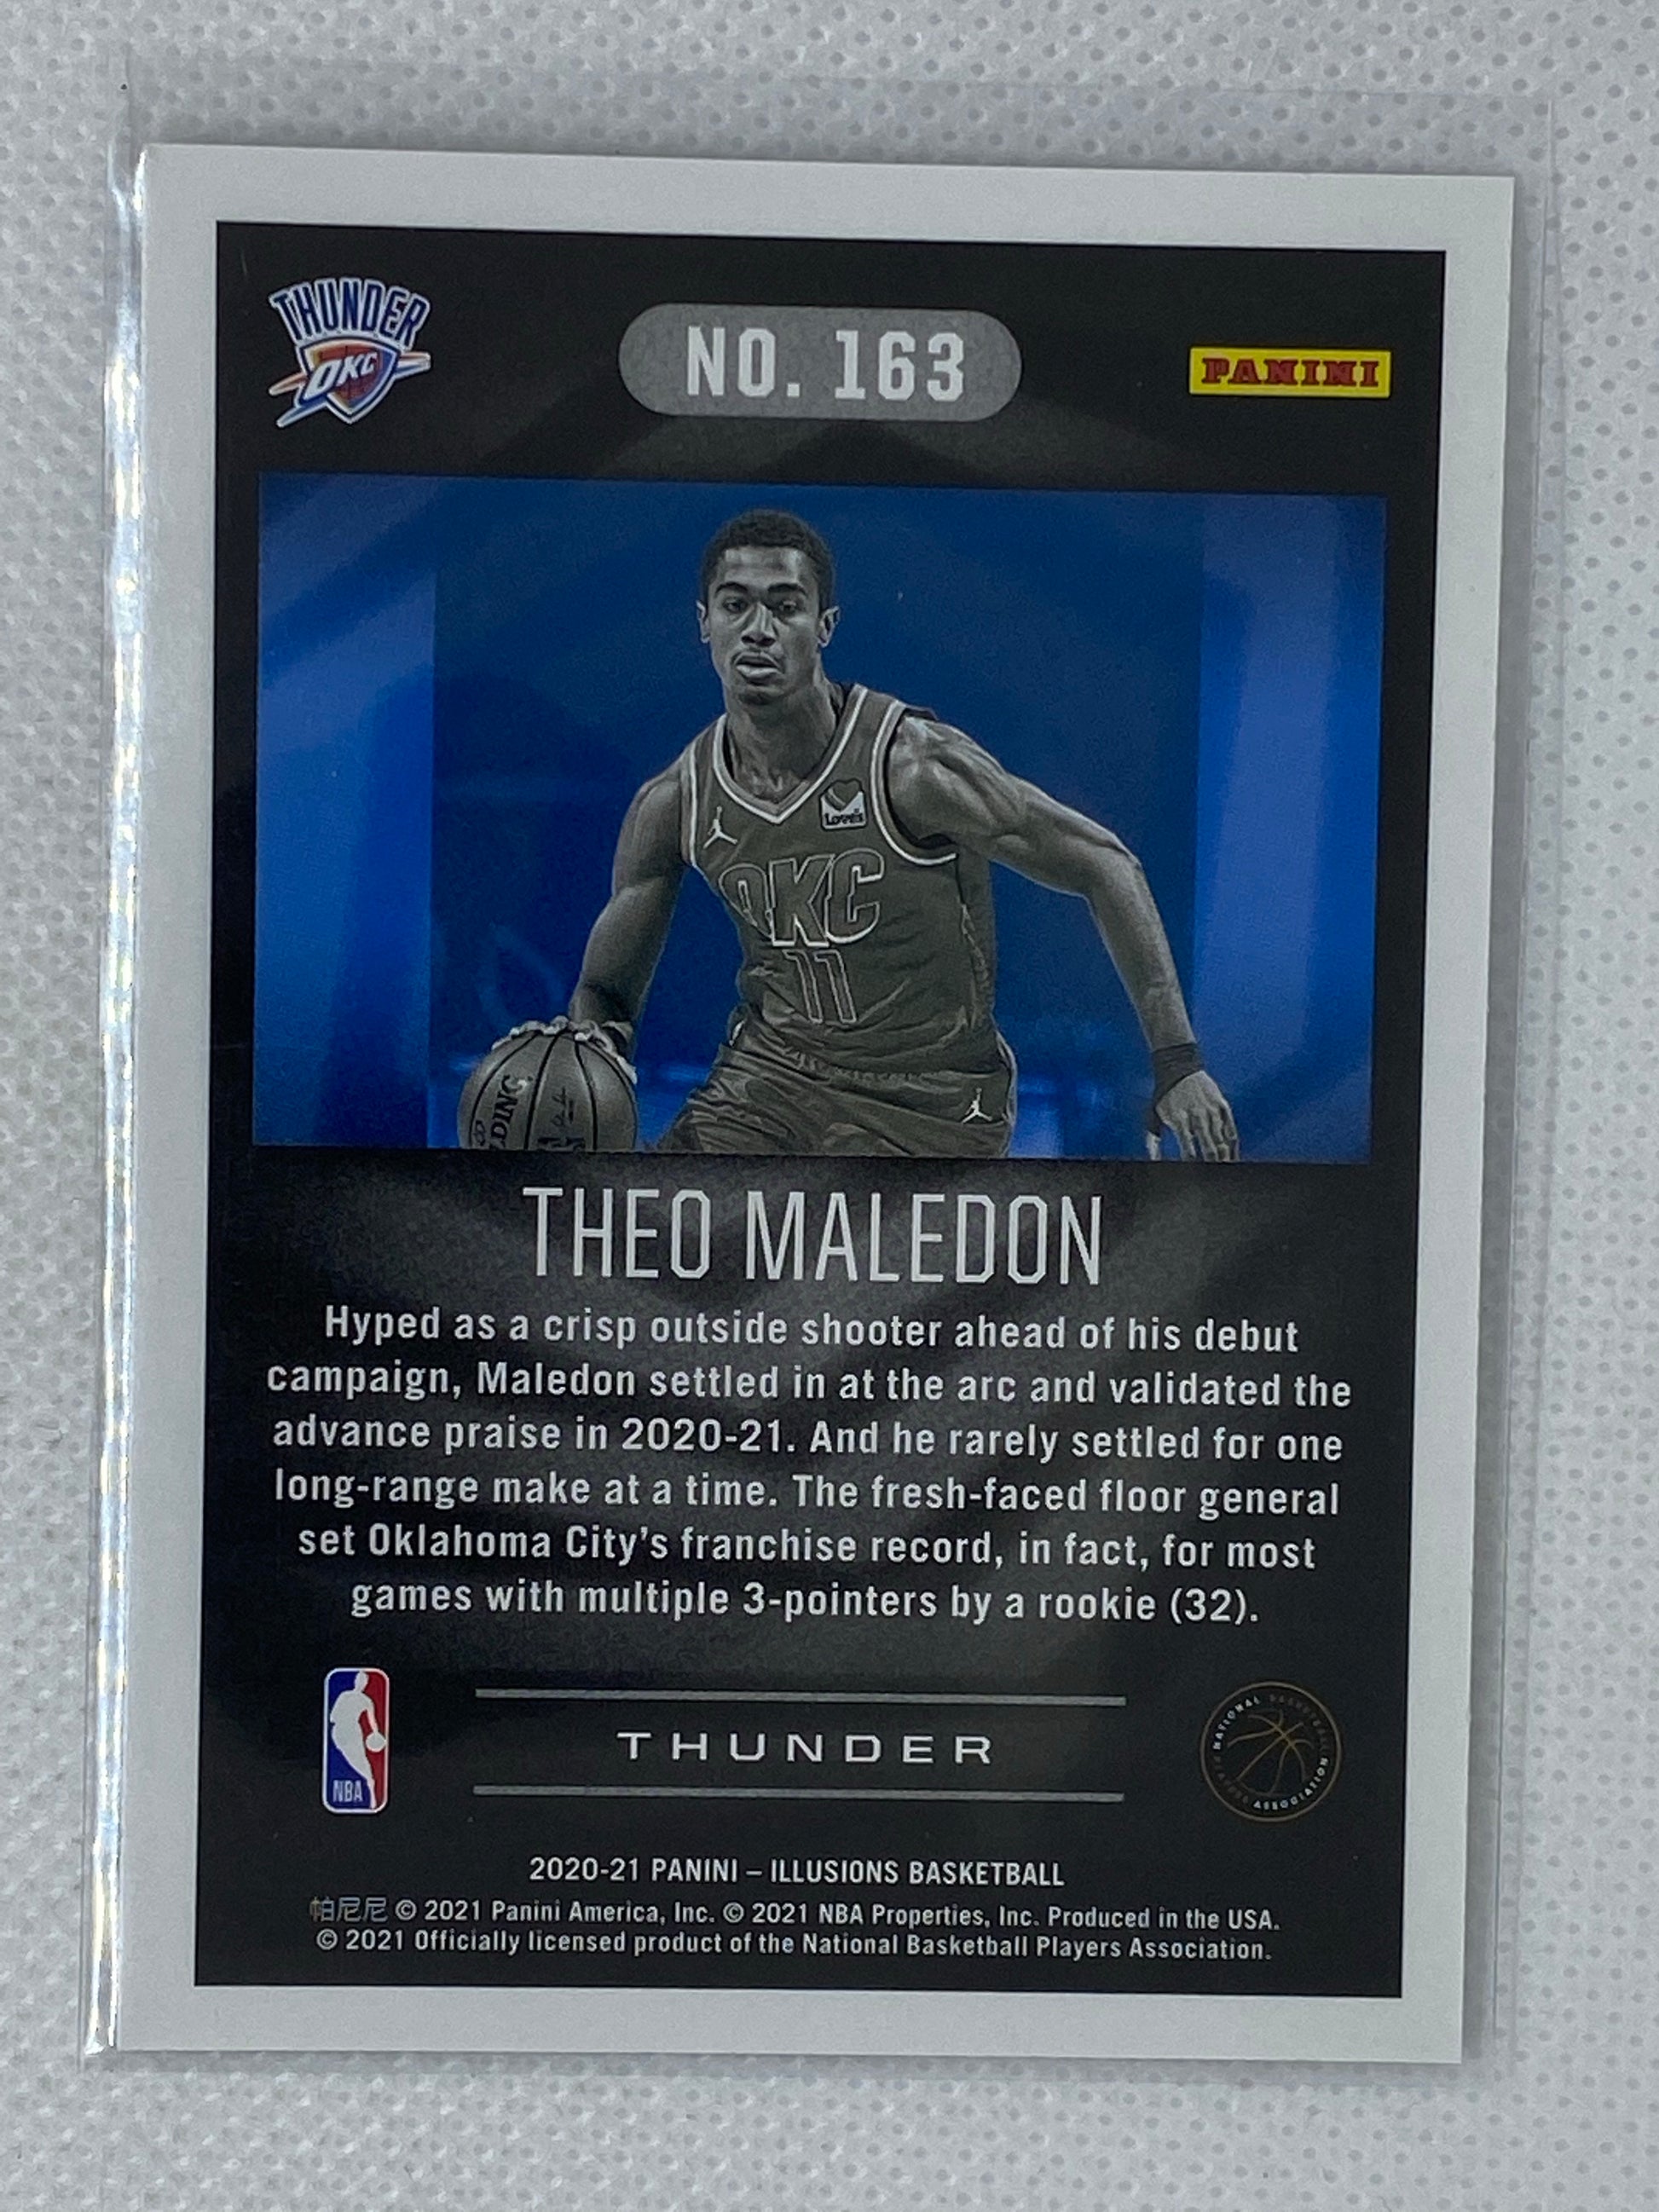 THUNDER
OKC
NO. 163
PANINI
Love's
OKC
11
THEO MALEDON
Hyped as a crisp outside shooter ahead of his debut
campaign, Maledon settled in at the arc and validated the
advance praise in 2020-21. And he rarely settled for one
long-range make at a time. The fresh-faced floor general
set Oklahoma City's franchise record, in fact, for most
games with multiple 3-pointers by a rookie (32).
NBA
THUNDER
NATIONAL BASKETBALL
PLAYERS ASSOCIATION
2020-21 PANINI – ILLUSIONS BASKETBALL
帕尼尼 © 2021 Panini America, Inc. © 2021 NBA Properties, Inc. Produced in the USA.
© 2021 Officially licensed product of the National Basketball Players Association.